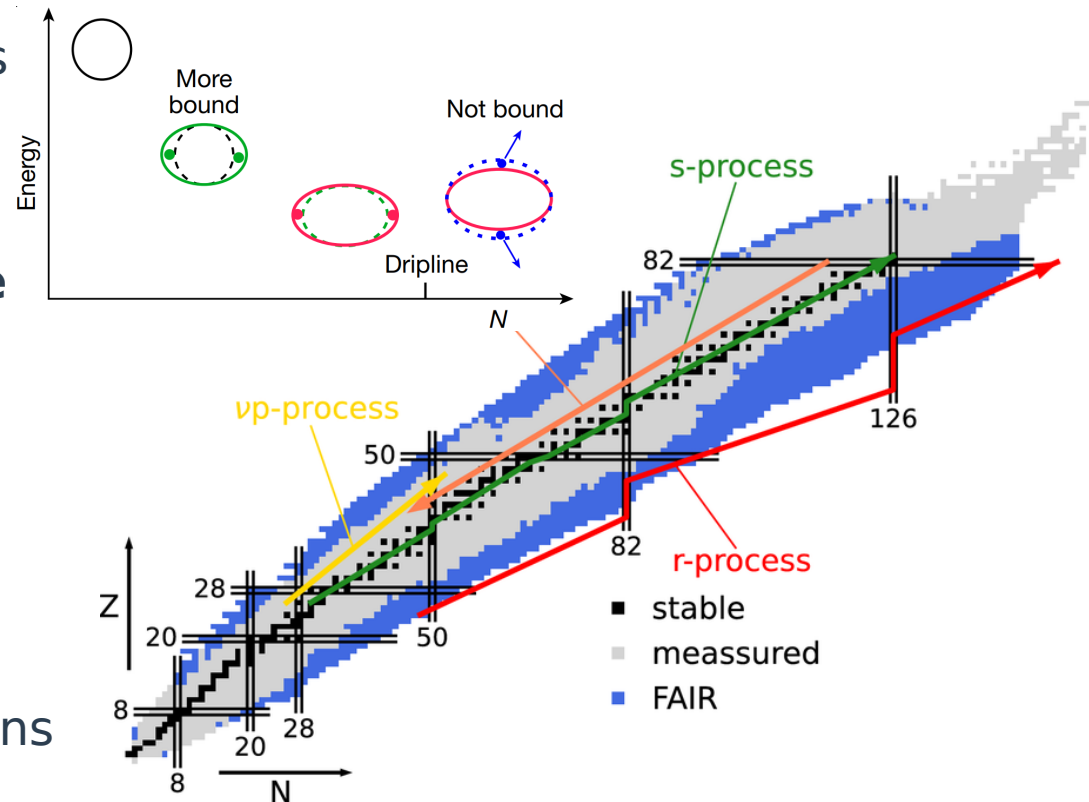 s
e
ns
Energy
More
bound
Not bound
Dripline
N
s-process
82
νp-process
50
126
82
r-process
28
Z
stable
20
50
meassured
FAIR
8
28
20
8
N